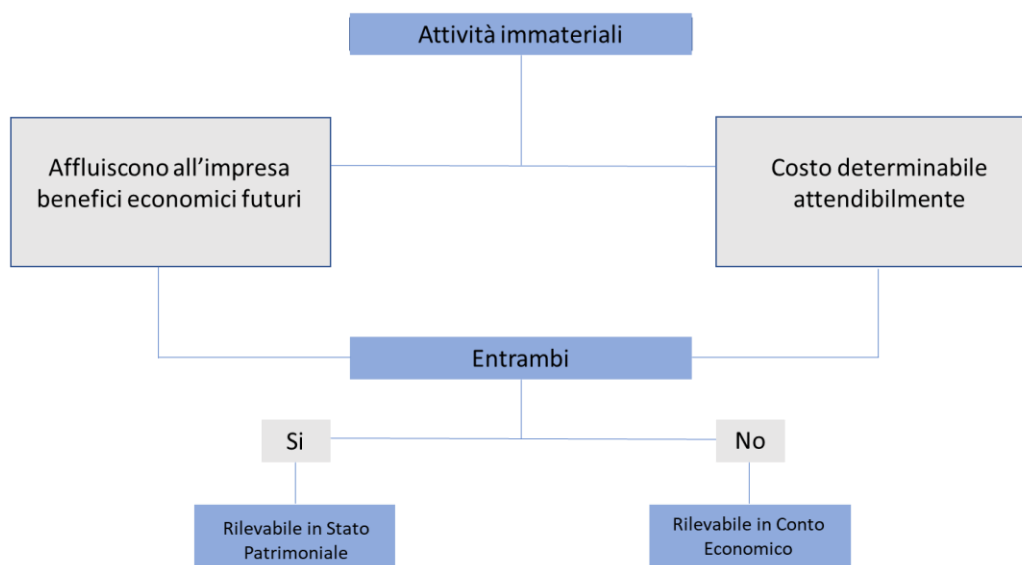 Attività immateriali
Affluiscono all’impresa
benefici economici futuri
Costo determinabile
attendibilmente
Entrambi
Si
No
Rilevabile in Stato
Patrimoniale
Rilevabile in Conto
Economico